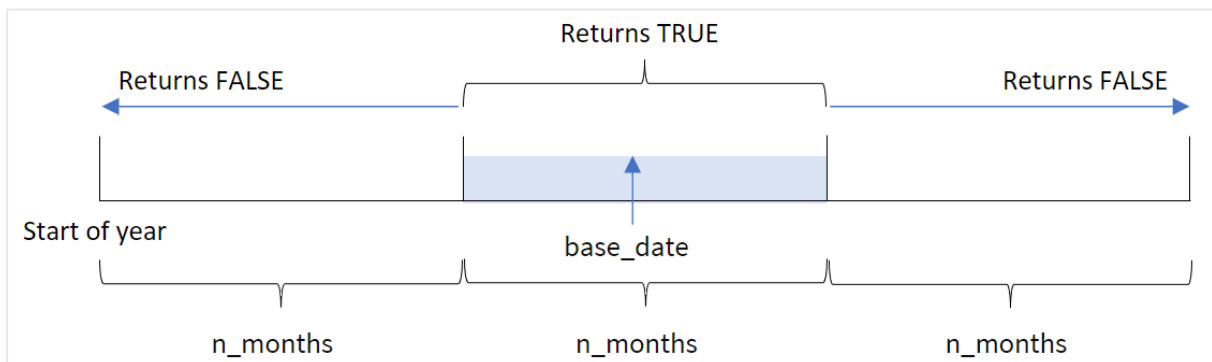 Returns TRUE
Returns FALSE
Returns FALSE
Start of year
base_date
n_months
n_months
n_months